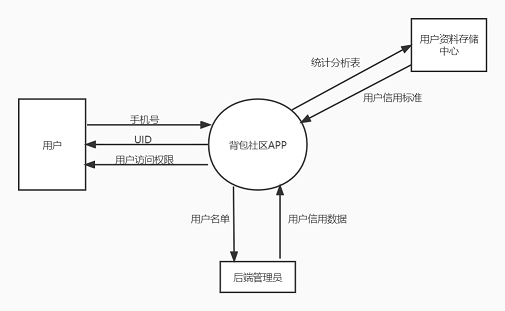 用户资料存储
中心
统计分析表
用户信用标准
手机号
UID
用户访问权限
用户
背包社区APP
用户名单
用户信用数据
后端管理员